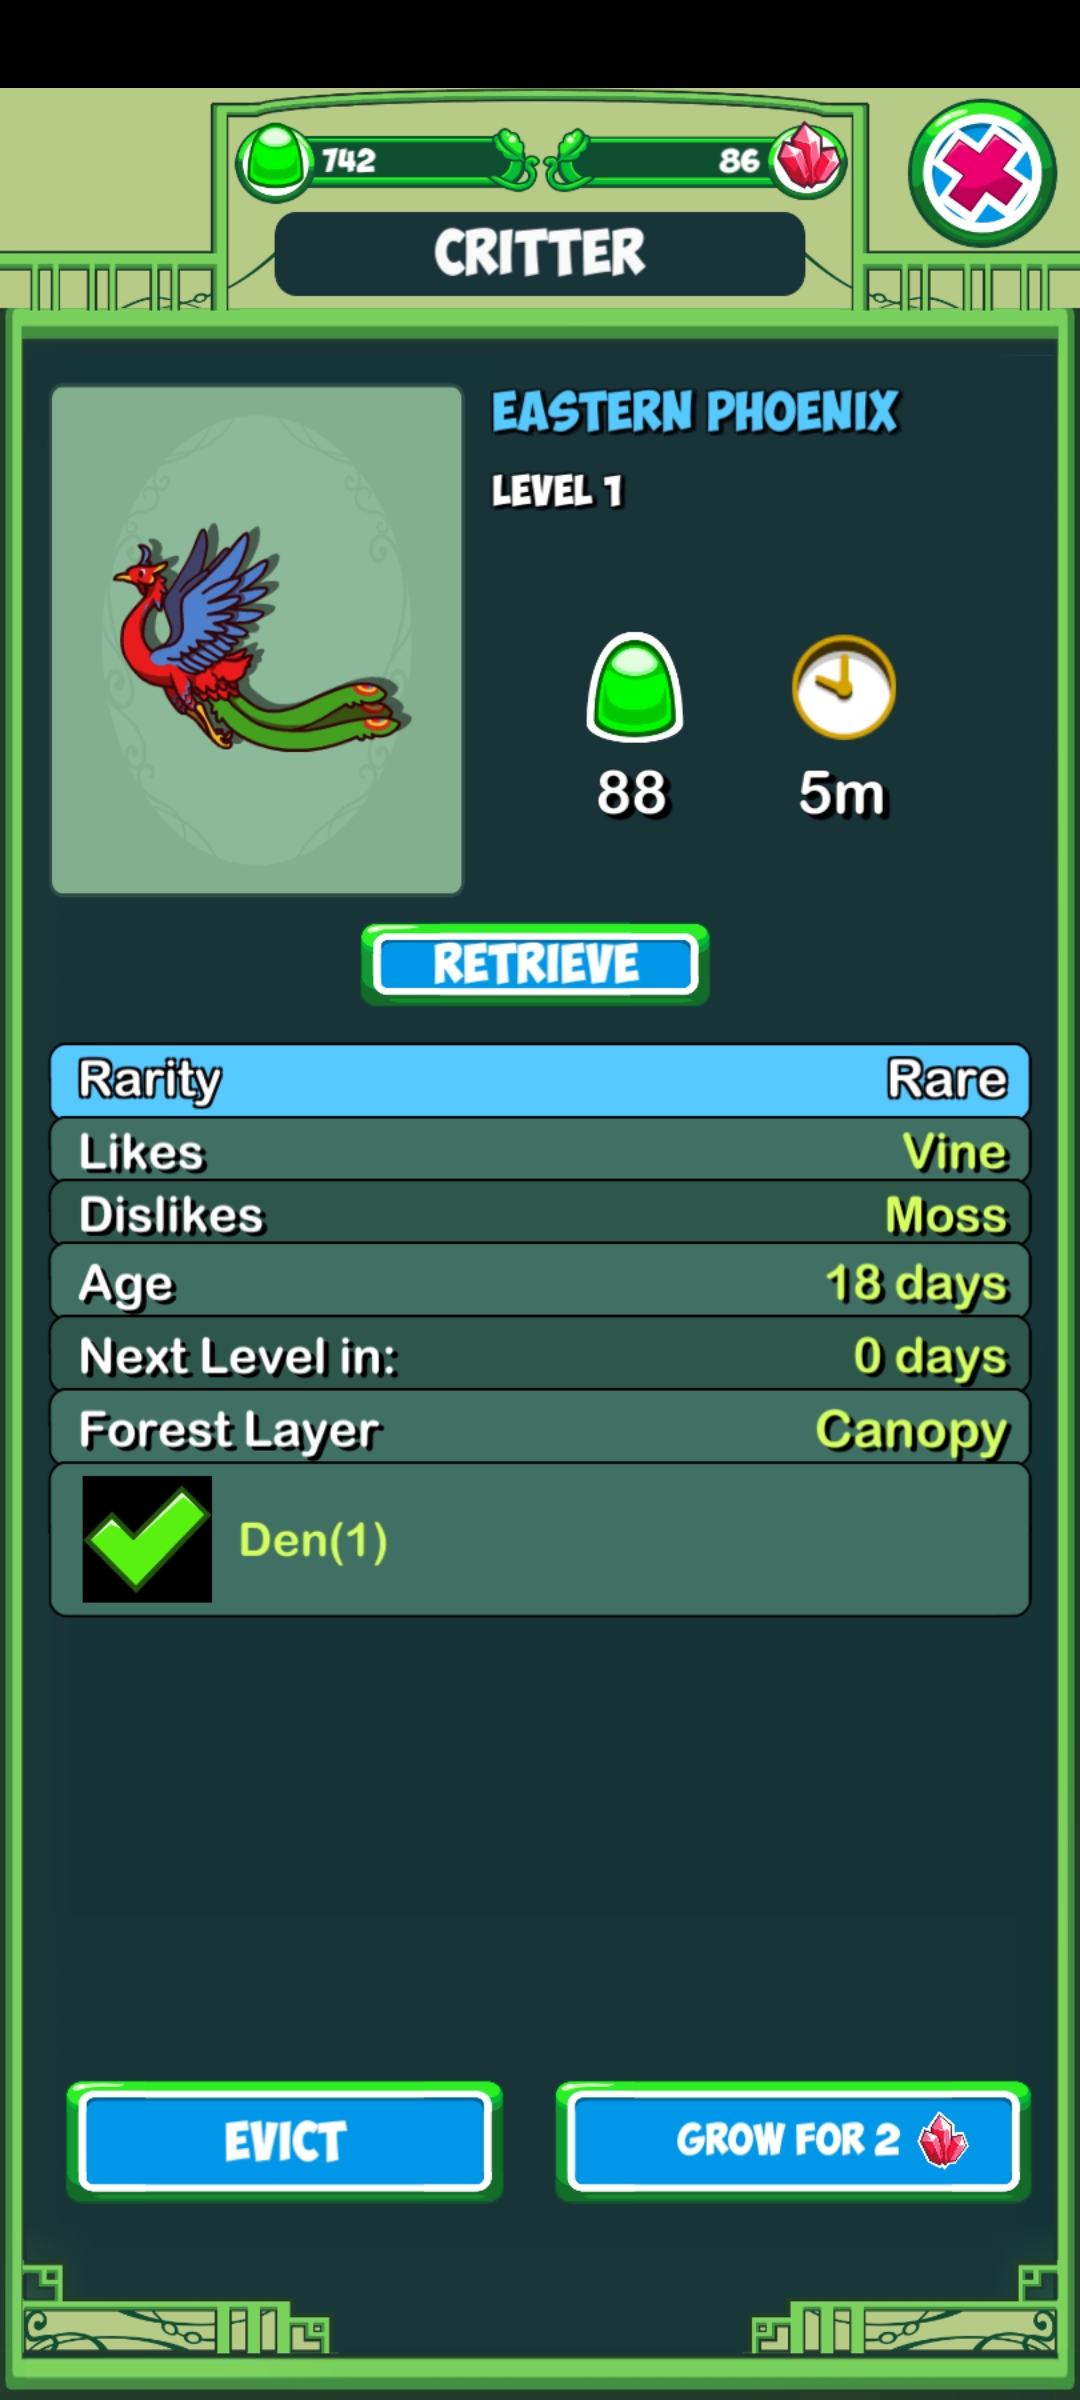 742
86
CRITTER
EASTERN PHOENIX
LEVEL 1
88
5m
RETRIEVE
Rarity Rare
Likes Vine
Dislikes Moss
Age 18 days
Next Level in: 0 days
Forest Layer Canopy
Den(1)
EVICT
GROW FOR 2